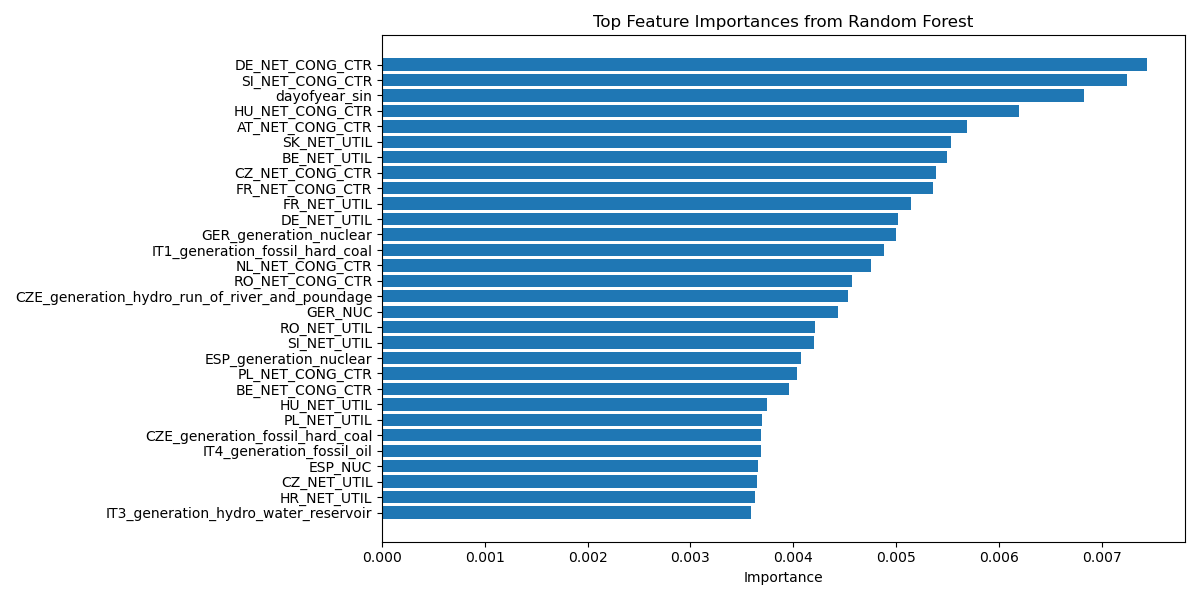 Top Feature Importances from Random Forest
DE_NET_CONG_CTR
SI_NET_CONG_CTR
dayofyear_sin
HU_NET_CONG_CTR
AT_NET_CONG_CTR
SK_NET_UTIL
BE_NET_UTIL
CZ_NET_CONG_CTR
FR_NET_CONG_CTR
FR_NET_UTIL
DE_NET_UTIL
GER_generation_nuclear
IT1_generation_fossil_hard_coal
NL_NET_CONG_CTR
RO_NET_CONG_CTR
CZE_generation_hydro_run_of_river_and_poundage
GER_NUC
RO_NET_UTIL
SI_NET_UTIL
ESP_generation_nuclear
PL_NET_CONG_CTR
BE_NET_CONG_CTR
HU_NET_UTIL
PL_NET_UTIL
CZE_generation_fossil_hard_coal
IT4_generation_fossil_oil
ESP_NUC
CZ_NET_UTIL
HR_NET_UTIL
IT3_generation_hydro_water_reservoir
0.000 0.001 0.002 0.003 0.004 0.005 0.006 0.007
Importance